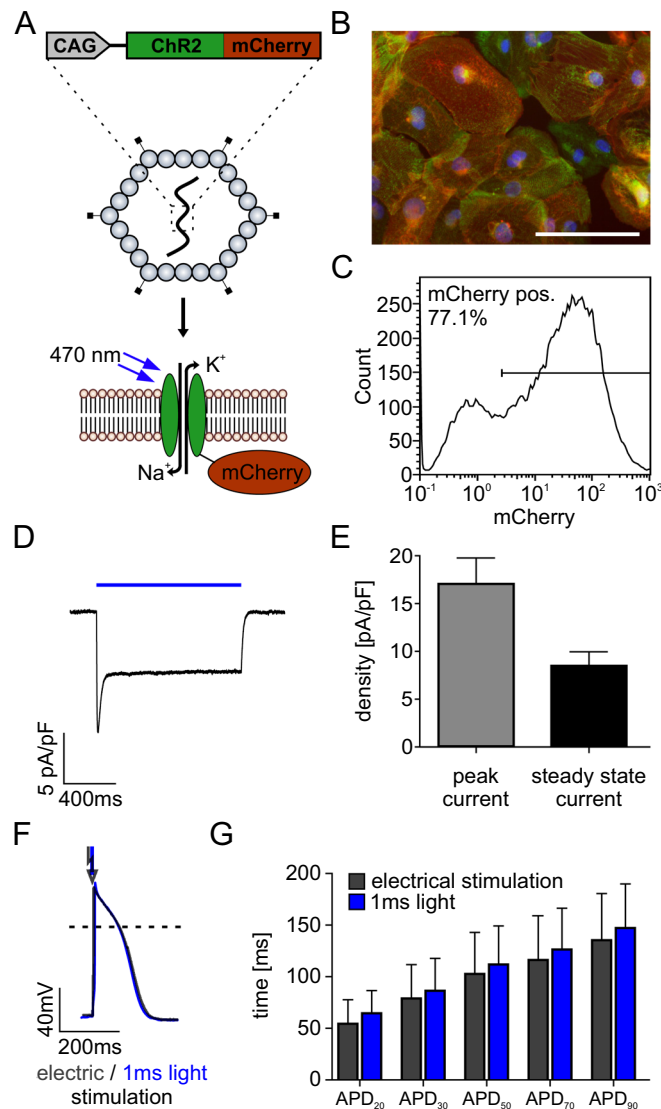 A
CAG
ChR2
mCherry
470 nm
K+
Na+
mCherry
B
C
mCherry pos.
77.1%
Count
250
200
150
100
50
0
10-1
100
101
102
103
mCherry
D
5 pA/pF
400ms
E
density [pA/pF]
20
15
10
5
0
peak
current
steady state
current
F
40mV
200ms
electric / 1ms light
stimulation
G
electrical stimulation
1ms light
time [ms]
200
150
100
50
0
APD20
APD30
APD50
APD70
APD90